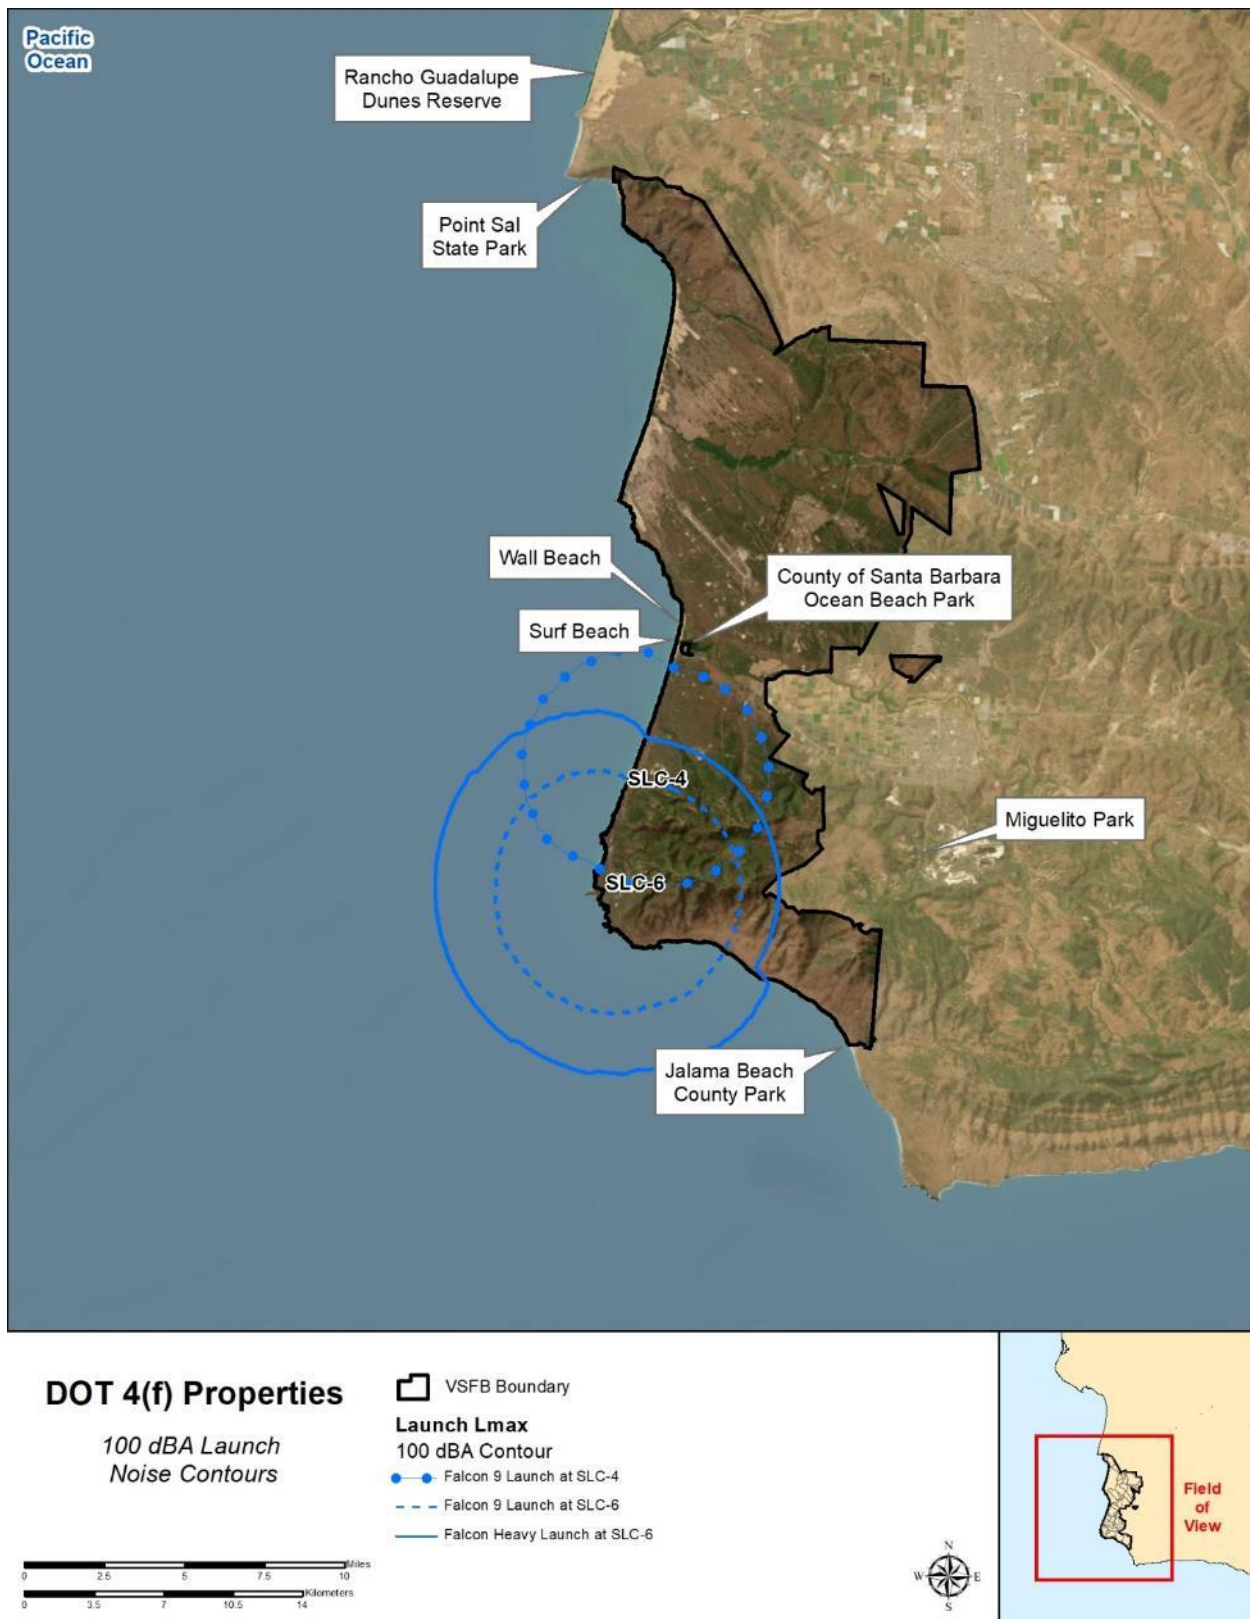 Pacific
Ocean
Rancho Guadalupe
Dunes Reserve
Point Sal
State Park
Wall Beach
County of Santa Barbara
Ocean Beach Park
Surf Beach
SLC-4
Miguelito Park
SLC-6
Jalama Beach
County Park
DOT 4(f) Properties
100 dBA Launch
Noise Contours
VSFB Boundary
Launch Lmax
100 dBA Contour
Falcon 9 Launch at SLC-4
Falcon 9 Launch at SLC-6
Falcon Heavy Launch at SLC-6
Miles
0 2.5 5 7.5 10
Kilometers
0 3.5 7 10.5 14
N
W E
S
Field
of
View